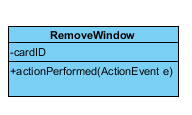 RemoveWindow
-cardID
+actionPerformed(ActionEvent e)